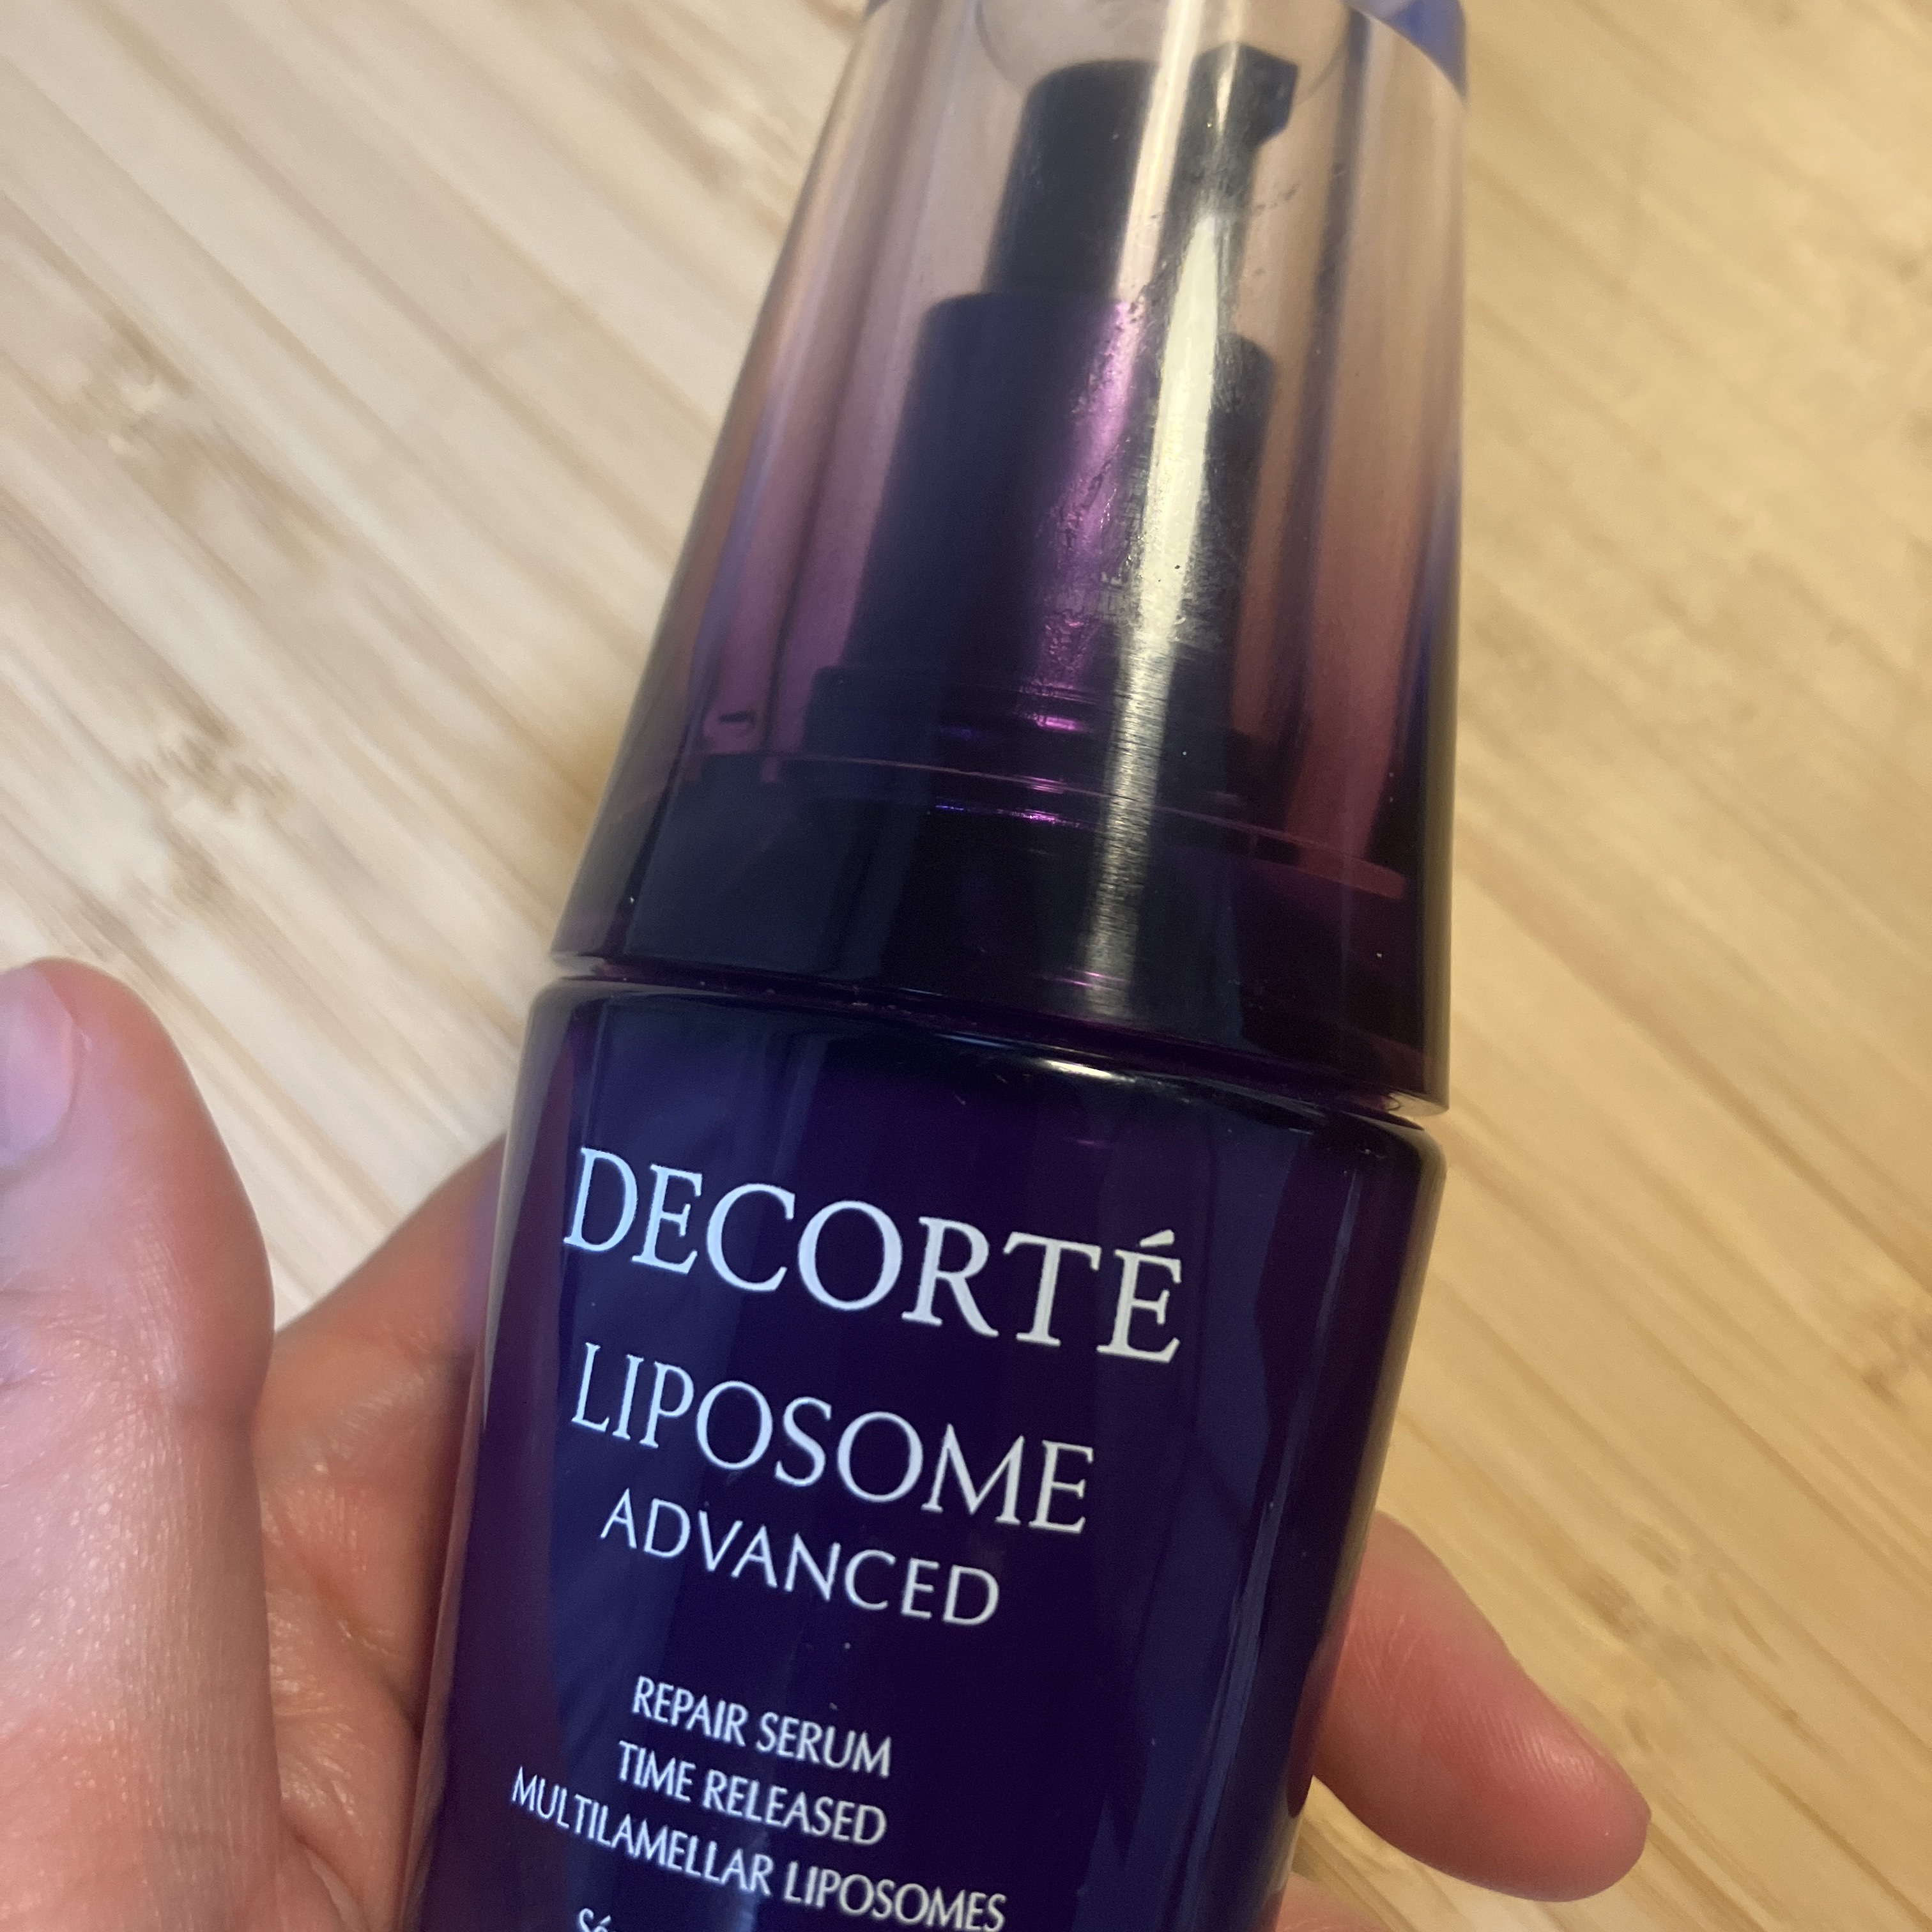 DECORTÉ
LIPOSOME
ADVANCED
REPAIR SERUM
TIME RELEASED
MULTILAMELLAR LIPOSOMES